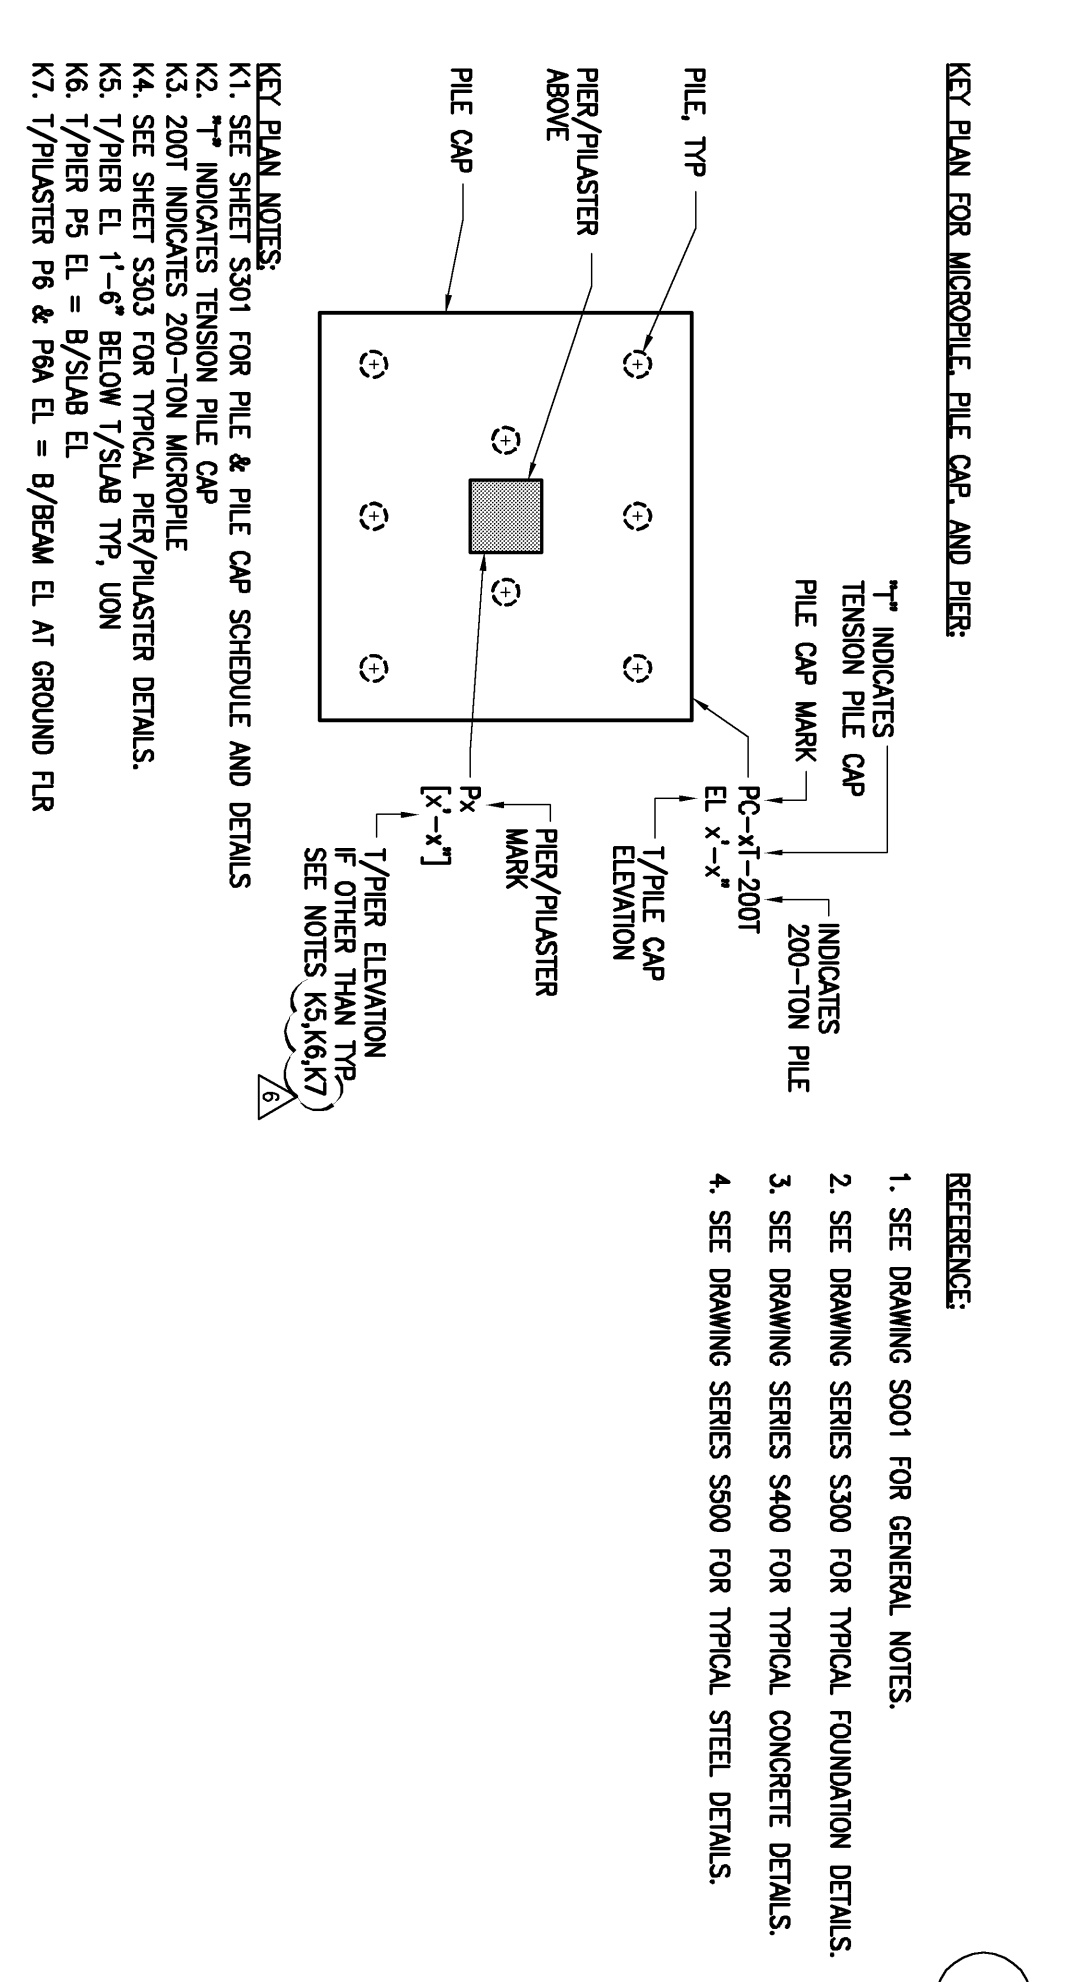 KEY PLAN FOR MICROPILE, PILE CAP, AND PIER:
"T" INDICATES
TENSION PILE CAP
PILE CAP MARK
INDICATES
200-TON PILE
PILE, TYP
PC-xT-200T
EL x'-x"
T/PILE CAP
ELEVATION
PIER/PILASTER
ABOVE
PIER/PILASTER
MARK
PILE CAP
Px
[x'-x"]
T/PIER ELEVATION
IF OTHER THAN TYP
SEE NOTES K5,K6,K7
6
KEY PLAN NOTES:
K1. SEE SHEET S301 FOR PILE & PILE CAP SCHEDULE AND DETAILS
K2. "T" INDICATES TENSION PILE CAP
K3. 200T INDICATES 200-TON MICROPILE
K4. SEE SHEET S303 FOR TYPICAL PIER/PILASTER DETAILS.
K5. T/PIER EL 1'-6" BELOW T/SLAB TYP, UON
K6. T/PIER P5 EL = B/SLAB EL
K7. T/PILASTER P6 & P6A EL = B/BEAM EL AT GROUND FLR
REFERENCE:
1. SEE DRAWING S001 FOR GENERAL NOTES.
2. SEE DRAWING SERIES S300 FOR TYPICAL FOUNDATION DETAILS.
3. SEE DRAWING SERIES S400 FOR TYPICAL CONCRETE DETAILS.
4. SEE DRAWING SERIES S500 FOR TYPICAL STEEL DETAILS.